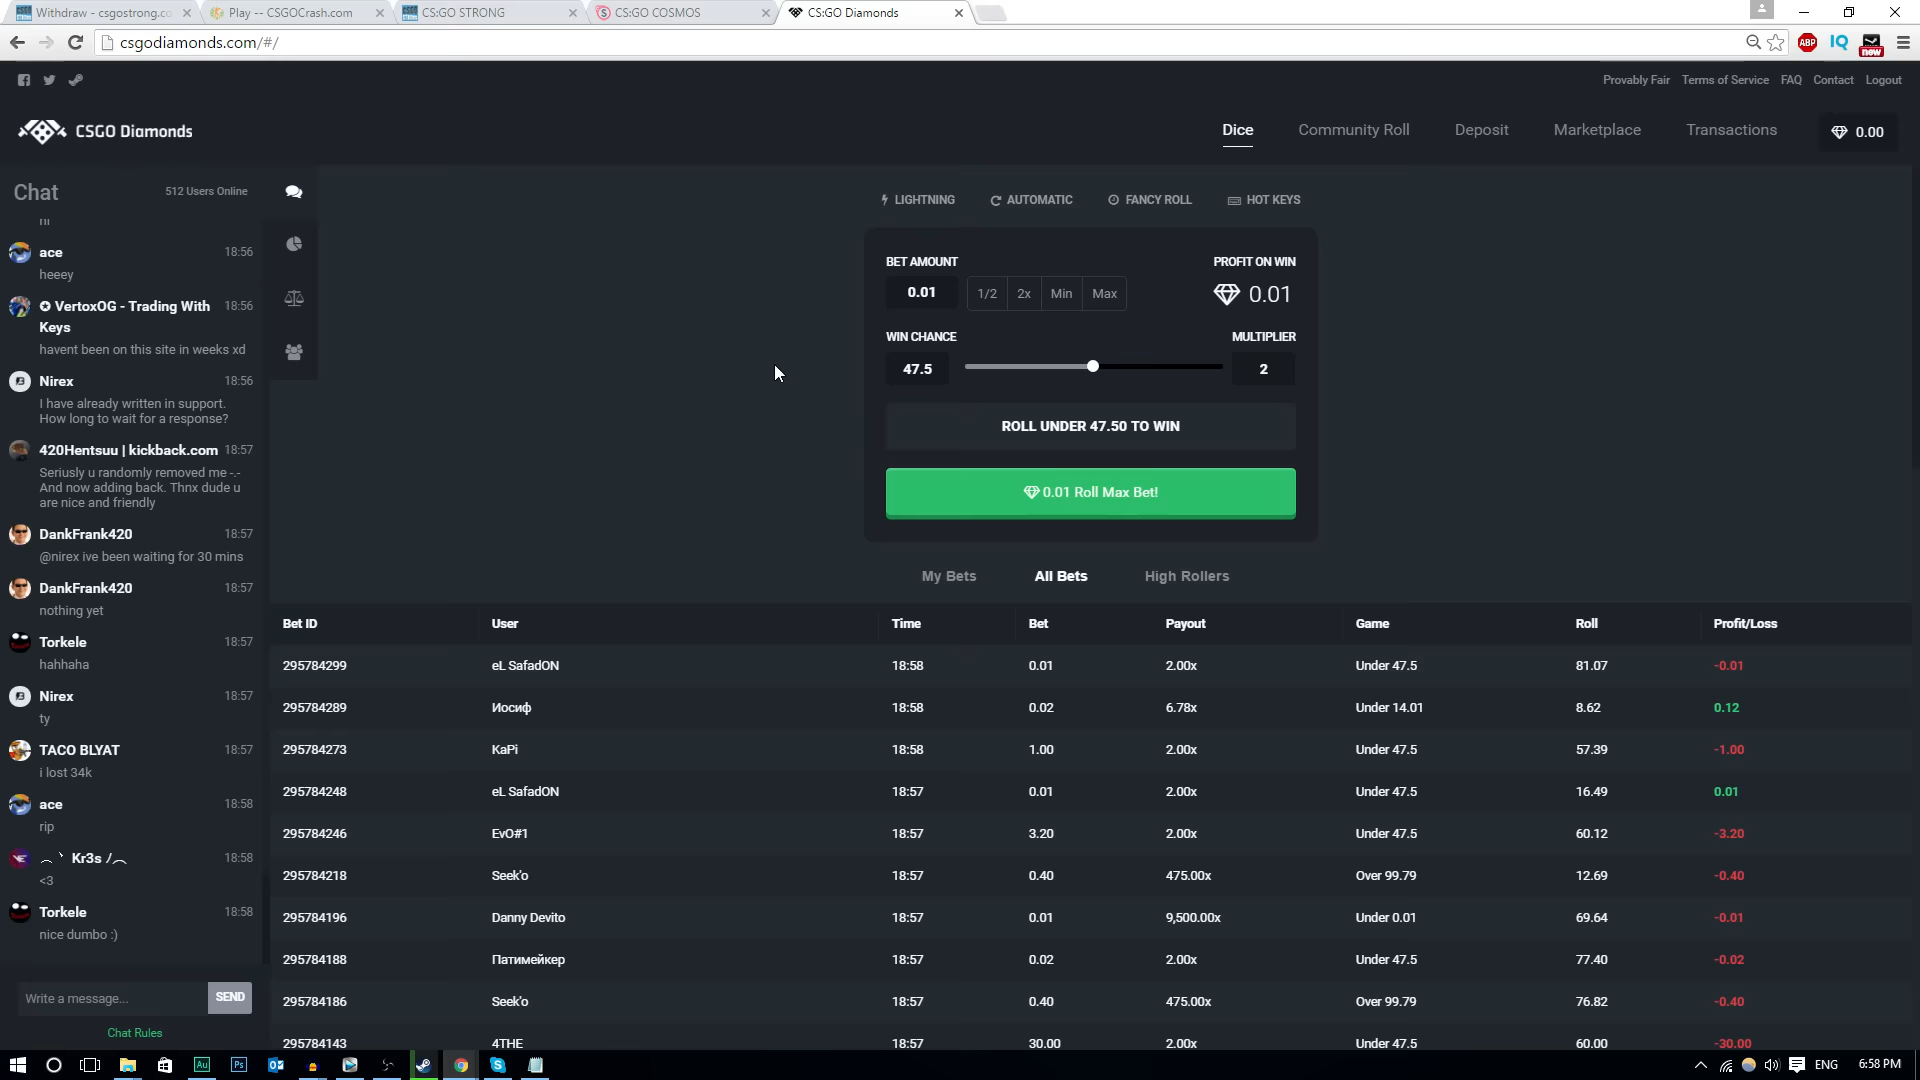 Withdraw - csgostrong.co
Play -- CSGOCrash.com
CS:GO STRONG
CS:GO COSMOS
CS:GO Diamonds
csgodiamonds.com/#/
ABP
IQ
new
Provably Fair
Terms of Service
FAQ
Contact
Logout
CSGO Diamonds
Dice
Community Roll
Deposit
Marketplace
Transactions
0.00
Chat
512 Users Online
hi
ace 18:56
heeey
✪ VertoxOG - Trading With 18:56
Keys
havent been on this site in weeks xd
Nirex 18:56
I have already written in support.
How long to wait for a response?
420Hentsuu | kickback.com 18:57
Seriusly u randomly removed me -.-
And now adding back. Thnx dude u
are nice and friendly
DankFrank420 18:57
@nirex ive been waiting for 30 mins
DankFrank420 18:57
nothing yet
Torkele 18:57
hahhaha
Nirex 18:57
ty
TACO BLYAT 18:57
i lost 34k
ace 18:58
rip
Kr3s 18:58
<3
Torkele 18:58
nice dumbo :)
Write a message...
SEND
Chat Rules
LIGHTNING
AUTOMATIC
FANCY ROLL
HOT KEYS
BET AMOUNT
PROFIT ON WIN
0.01
1/2
2x
Min
Max
0.01
WIN CHANCE
MULTIPLIER
47.5
2
ROLL UNDER 47.50 TO WIN
0.01 Roll Max Bet!
My Bets
All Bets
High Rollers
Bet ID User Time Bet Payout Game Roll Profit/Loss
295784299 eL SafadON 18:58 0.01 2.00x Under 47.5 81.07 -0.01
295784289 Иосиф 18:58 0.02 6.78x Under 14.01 8.62 0.12
295784273 KaPi 18:58 1.00 2.00x Under 47.5 57.39 -1.00
295784248 eL SafadON 18:57 0.01 2.00x Under 47.5 16.49 0.01
295784246 EvO#1 18:57 3.20 2.00x Under 47.5 60.12 -3.20
295784218 Seek'o 18:57 0.40 475.00x Over 99.79 12.69 -0.40
295784196 Danny Devito 18:57 0.01 9,500.00x Under 0.01 69.64 -0.01
295784188 Патимейкер 18:57 0.02 2.00x Under 47.5 77.40 -0.02
295784186 Seek'o 18:57 0.40 475.00x Over 99.79 76.82 -0.40
295784143 4THE 18:57 30.00 2.00x Under 47.5 60.00 -30.00
Au
Ps
ENG
6:58 PM